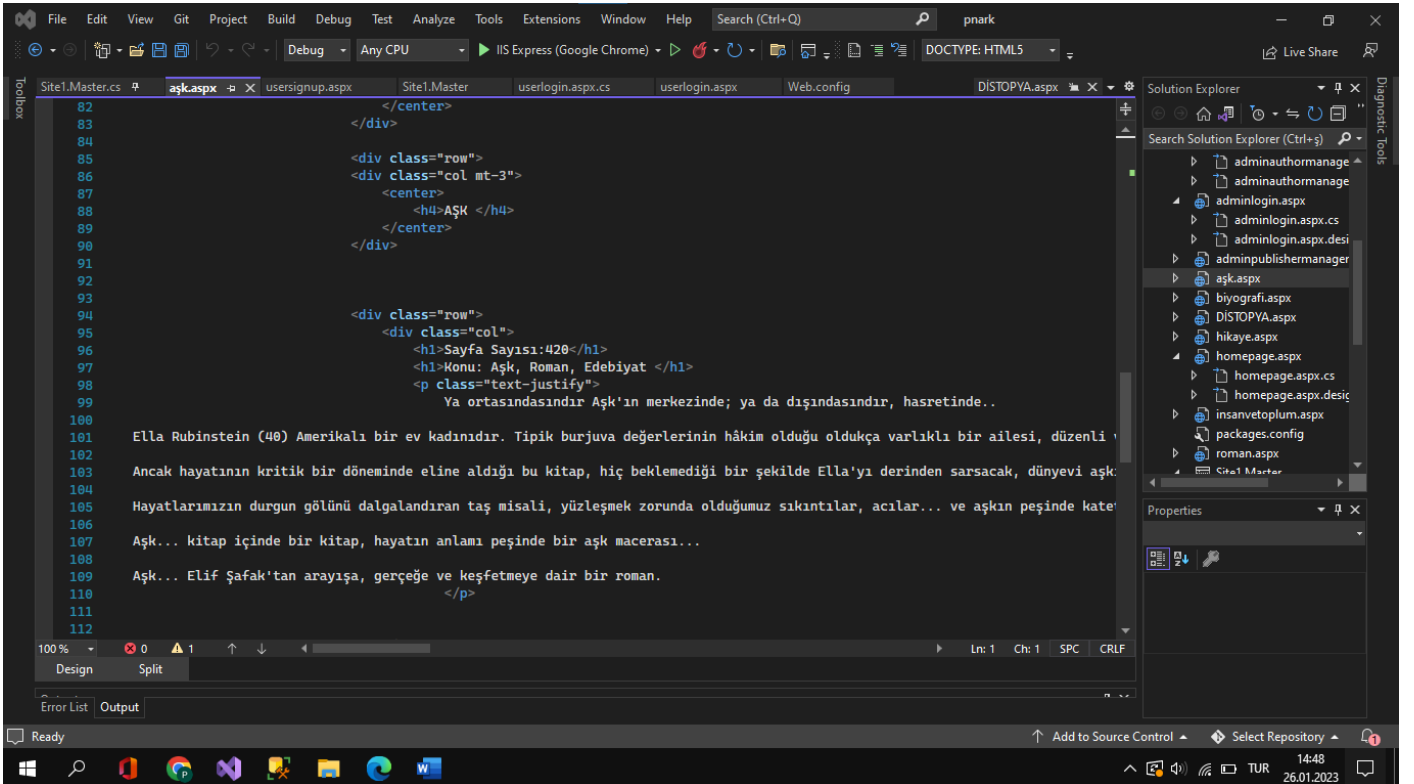 File Edit View Git Project Build Debug Test Analyze Tools Extensions Window Help Search (Ctrl+Q) pnark
Debug Any CPU IIS Express (Google Chrome) DOCTYPE: HTML5 Live Share
Toolbox
Site1.Master.cs aşk.aspx usersignup.aspx Site1.Master userlogin.aspx.cs userlogin.aspx Web.config DİSTOPYA.aspx
82 </center>
83 </div>
84
85 <div class="row">
86 <div class="col mt-3">
87 <center>
88 <h4>AŞK </h4>
89 </center>
90 </div>
91
92
93
94 <div class="row">
95 <div class="col">
96 <h1>Sayfa Sayısı:420</h1>
97 <h1>Konu: Aşk, Roman, Edebiyat </h1>
98 <p class="text-justify">
99 Ya ortasındasındır Aşk'ın merkezinde; ya da dışındasındır, hasretinde..
100
101 Ella Rubinstein (40) Amerikalı bir ev kadınıdır. Tipik burjuva değerlerinin hâkim olduğu oldukça varlıklı bir ailesi, düzenli
102
103 Ancak hayatının kritik bir döneminde eline aldığı bu kitap, hiç beklemediği bir şekilde Ella'yı derinden sarsacak, dünyevi aşk
104
105 Hayatlarımızın durgun gölünü dalgalandıran taş misali, yüzleşmek zorunda olduğumuz sıkıntılar, acılar... ve aşkın peşinde kate
106
107 Aşk... kitap içinde bir kitap, hayatın anlamı peşinde bir aşk macerası...
108
109 Aşk... Elif Şafak'tan arayışa, gerçeğe ve keşfetmeye dair bir roman.
110 </p>
111
112
100 % 0 1 Ln: 1 Ch: 1 SPC CRLF
Design Split
Error List Output
Solution Explorer
Search Solution Explorer (Ctrl+ş)
adminauthormanage
adminauthormanage
adminlogin.aspx
adminlogin.aspx.cs
adminlogin.aspx.desi
adminpublishermanager
aşk.aspx
biyografi.aspx
DİSTOPYA.aspx
hikaye.aspx
homepage.aspx
homepage.aspx.cs
homepage.aspx.desig
insanvetoplum.aspx
packages.config
roman.aspx
Site1.Master
Properties
Diagnostic Tools
Ready Add to Source Control Select Repository 1
TUR 14:48
26.01.2023